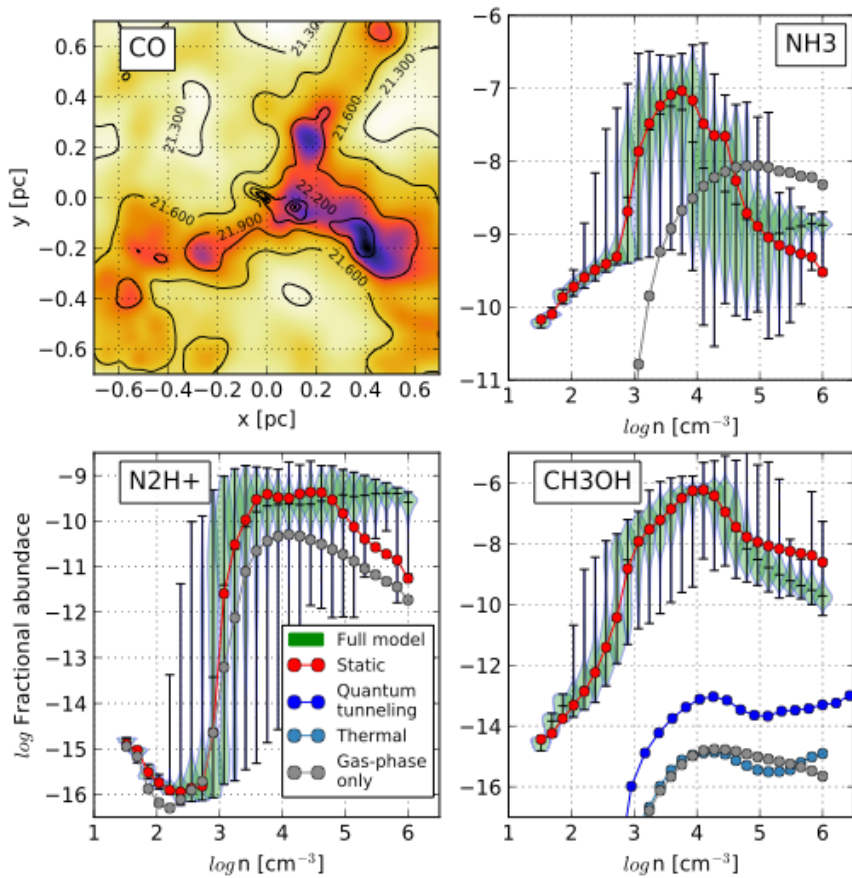 CO
0.6
0.4
0.2
0.0
−0.2
−0.4
−0.6
y [pc]
21.300
21.300
21.300
21.600
21.600
21.900
22.200
21.600
−0.6 −0.4 −0.2 0.0 0.2 0.4 0.6
x [pc]
NH3
−6
−7
−8
−9
−10
−11
1 2 3 4 5 6
log n [cm⁻³]
N2H+
−9
−10
−11
−12
−13
−14
−15
−16
log Fractional abundance
Full model
Static
Quantum
tunneling
Thermal
Gas-phase
only
1 2 3 4 5 6
log n [cm⁻³]
CH3OH
−6
−8
−10
−12
−14
−16
1 2 3 4 5 6
log n [cm⁻³]